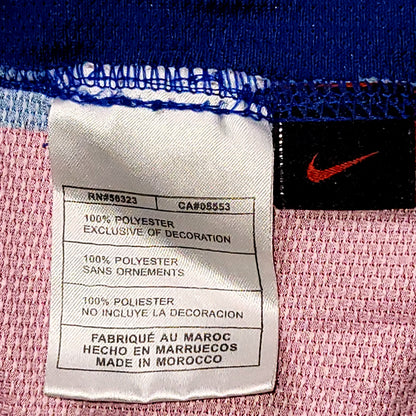 RN#56323 CA#05553
100% POLYESTER
EXCLUSIVE OF DECORATION
100% POLYESTER
SANS ORNEMENTS
100% POLIESTER
NO INCLUYE LA DECORACION
FABRIQUÉ AU MAROC
HECHO EN MARRUECOS
MADE IN MOROCCO